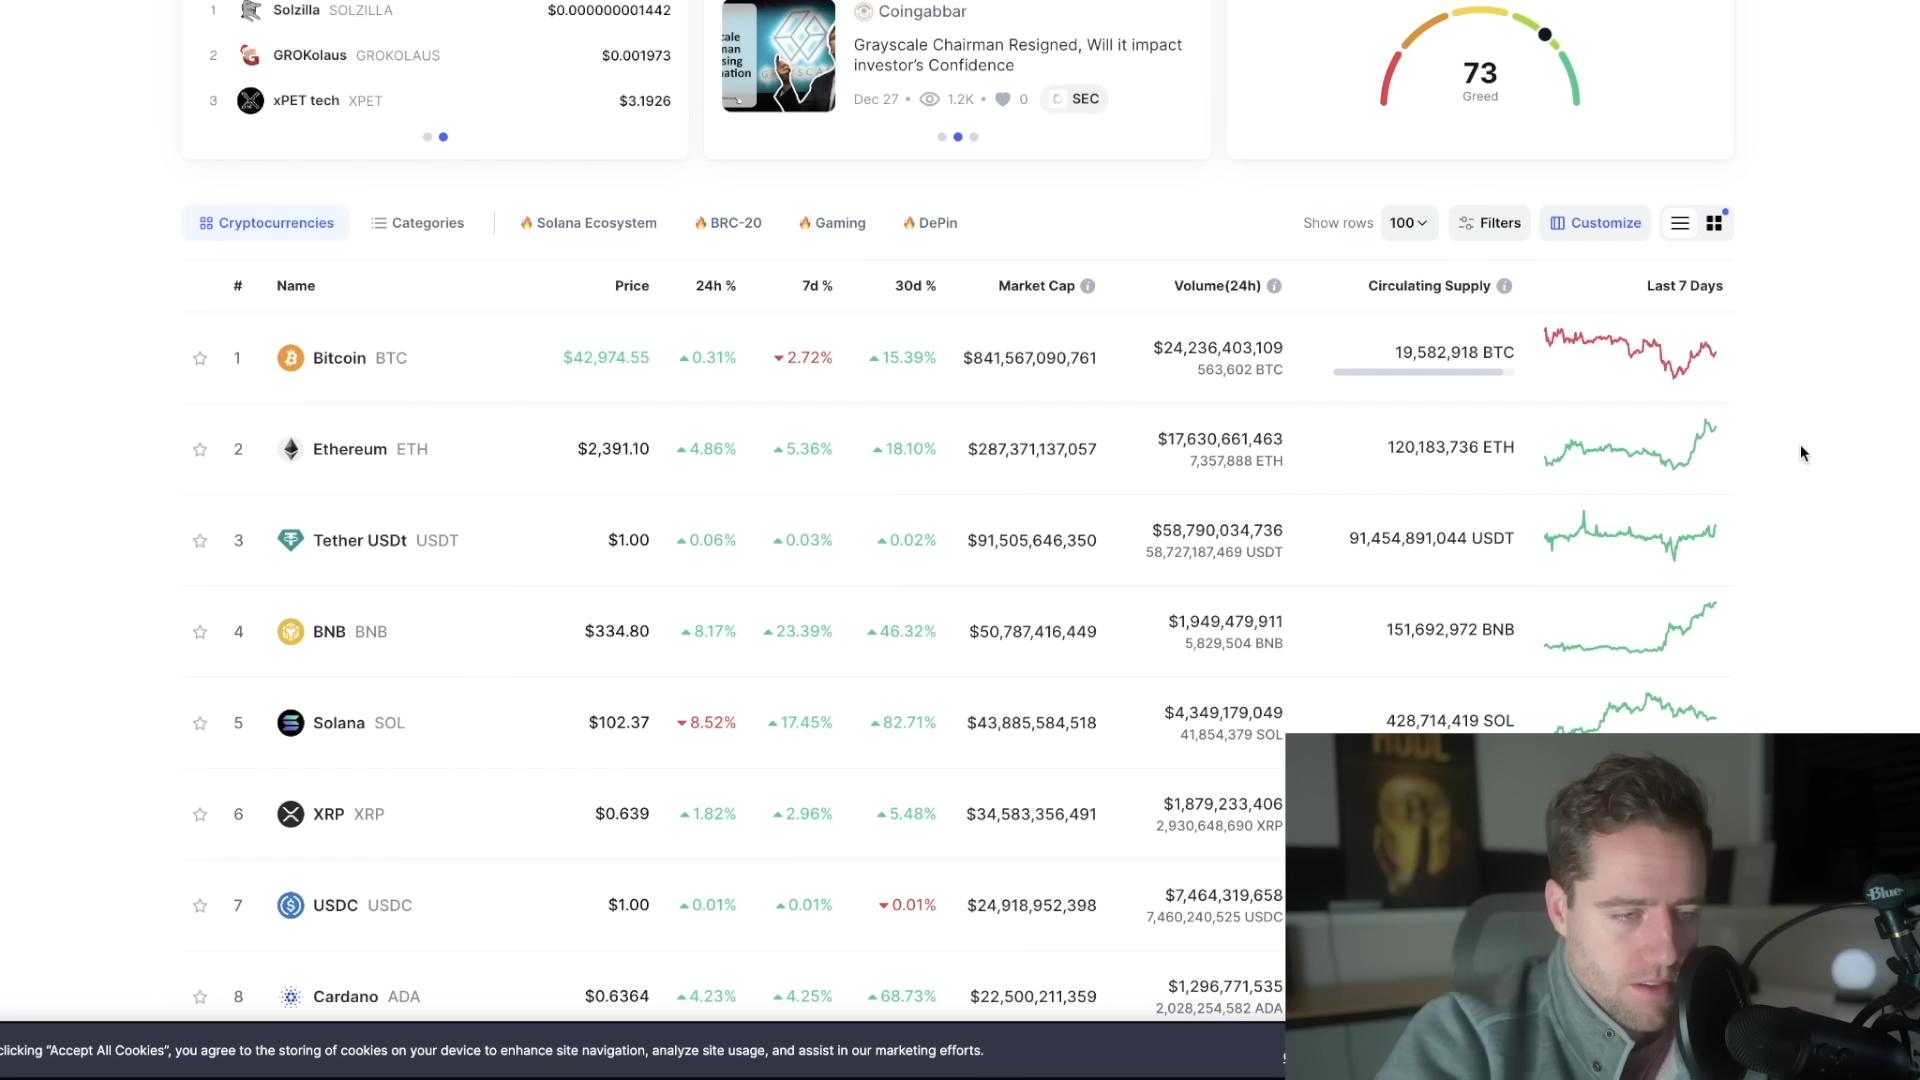 1 Solzilla SOLZILLA $0.000000001442
2 GROKolaus GROKOLAUS $0.001973
3 xPET tech XPET $3.1926
Coingabbar
Grayscale Chairman Resigned, Will it impact
investor's Confidence
Dec 27 • 1.2K • 0 SEC
cale
man
sing
nation
73
Greed
Cryptocurrencies Categories Solana Ecosystem BRC-20 Gaming DePin Show rows 100 Filters Customize
# Name Price 24h % 7d % 30d % Market Cap Volume(24h) Circulating Supply Last 7 Days
1 Bitcoin BTC $42,974.55 0.31% 2.72% 15.39% $841,567,090,761 $24,236,403,109 19,582,918 BTC
563,602 BTC
2 Ethereum ETH $2,391.10 4.86% 5.36% 18.10% $287,371,137,057 $17,630,661,463 120,183,736 ETH
7,357,888 ETH
3 Tether USDt USDT $1.00 0.06% 0.03% 0.02% $91,505,646,350 $58,790,034,736 91,454,891,044 USDT
58,727,187,469 USDT
4 BNB BNB $334.80 8.17% 23.39% 46.32% $50,787,416,449 $1,949,479,911 151,692,972 BNB
5,829,504 BNB
5 Solana SOL $102.37 8.52% 17.45% 82.71% $43,885,584,518 $4,349,179,049 428,714,419 SOL
41,854,379 SOL
6 XRP XRP $0.639 1.82% 2.96% 5.48% $34,583,356,491 $1,879,233,406
2,930,648,690 XRP
7 USDC USDC $1.00 0.01% 0.01% 0.01% $24,918,952,398 $7,464,319,658
7,460,240,525 USDC
8 Cardano ADA $0.6364 4.23% 4.25% 68.73% $22,500,211,359 $1,296,771,535
2,028,254,582 ADA
clicking “Accept All Cookies”, you agree to the storing of cookies on your device to enhance site navigation, analyze site usage, and assist in our marketing efforts.
HODL
Blue